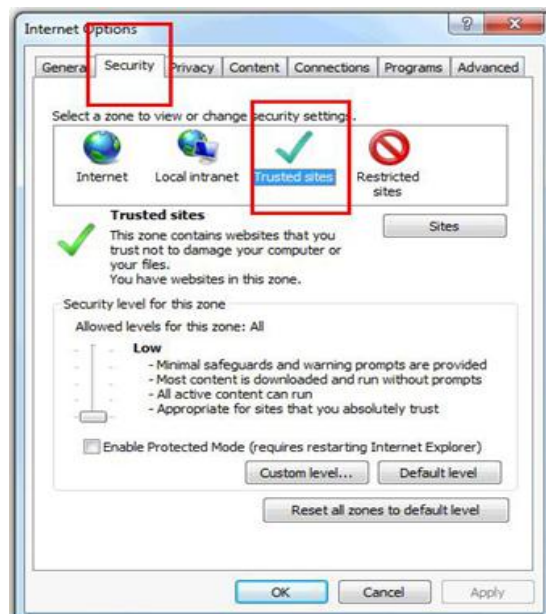 Internet Options
General Security Privacy Content Connections Programs Advanced
Select a zone to view or change security settings.
Internet Local intranet Trusted sites Restricted
sites
Trusted sites
Sites
This zone contains websites that you
trust not to damage your computer or
your files.
You have websites in this zone.
Security level for this zone
Allowed levels for this zone: All
Low
- Minimal safeguards and warning prompts are provided
- Most content is downloaded and run without prompts
- All active content can run
- Appropriate for sites that you absolutely trust
Enable Protected Mode (requires restarting Internet Explorer)
Custom level... Default level
Reset all zones to default level
OK Cancel Apply